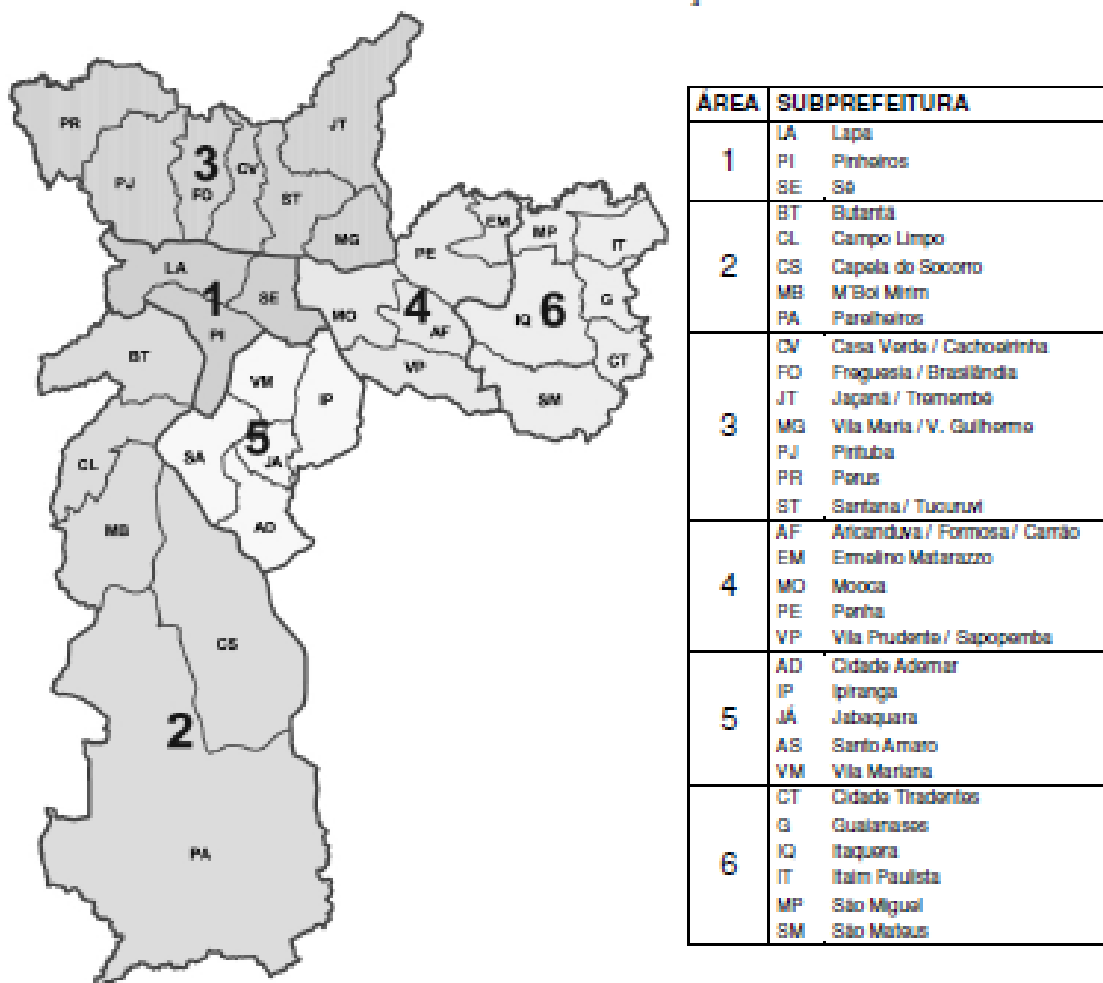 PR
JT
3
CV
PJ
FO
ST
MG
EM
MP
IT
PE
LA
1
SE
4
G
MO
IQ
6
PI
AF
BT
VP
CT
VM
IP
SM
5
SA
JA
CL
AD
MB
CS
2
PA
ÁREA SUBPREFEITURA
1
LA Lapa
PI Pinheiros
SE Sé
2
BT Butantã
CL Campo Limpo
CS Capela do Socorro
MB M'Boi Mirim
PA Parelheiros
3
CV Casa Verde / Cachoeirinha
FO Freguesia / Brasilândia
JT Jaçanã / Tremembé
MG Vila Maria / V. Guilherme
PJ Pirituba
PR Perus
ST Santana / Tucuruvi
4
AF Aricanduva / Formosa / Carrão
EM Ermelino Matarazzo
MO Mooca
PE Penha
VP Vila Prudente / Sapopemba
5
AD Cidade Ademar
IP Ipiranga
JÁ Jabaquara
AS Santo Amaro
VM Vila Mariana
6
CT Cidade Tiradentes
G Guaianases
IQ Itaquera
IT Itaim Paulista
MP São Miguel
SM São Mateus